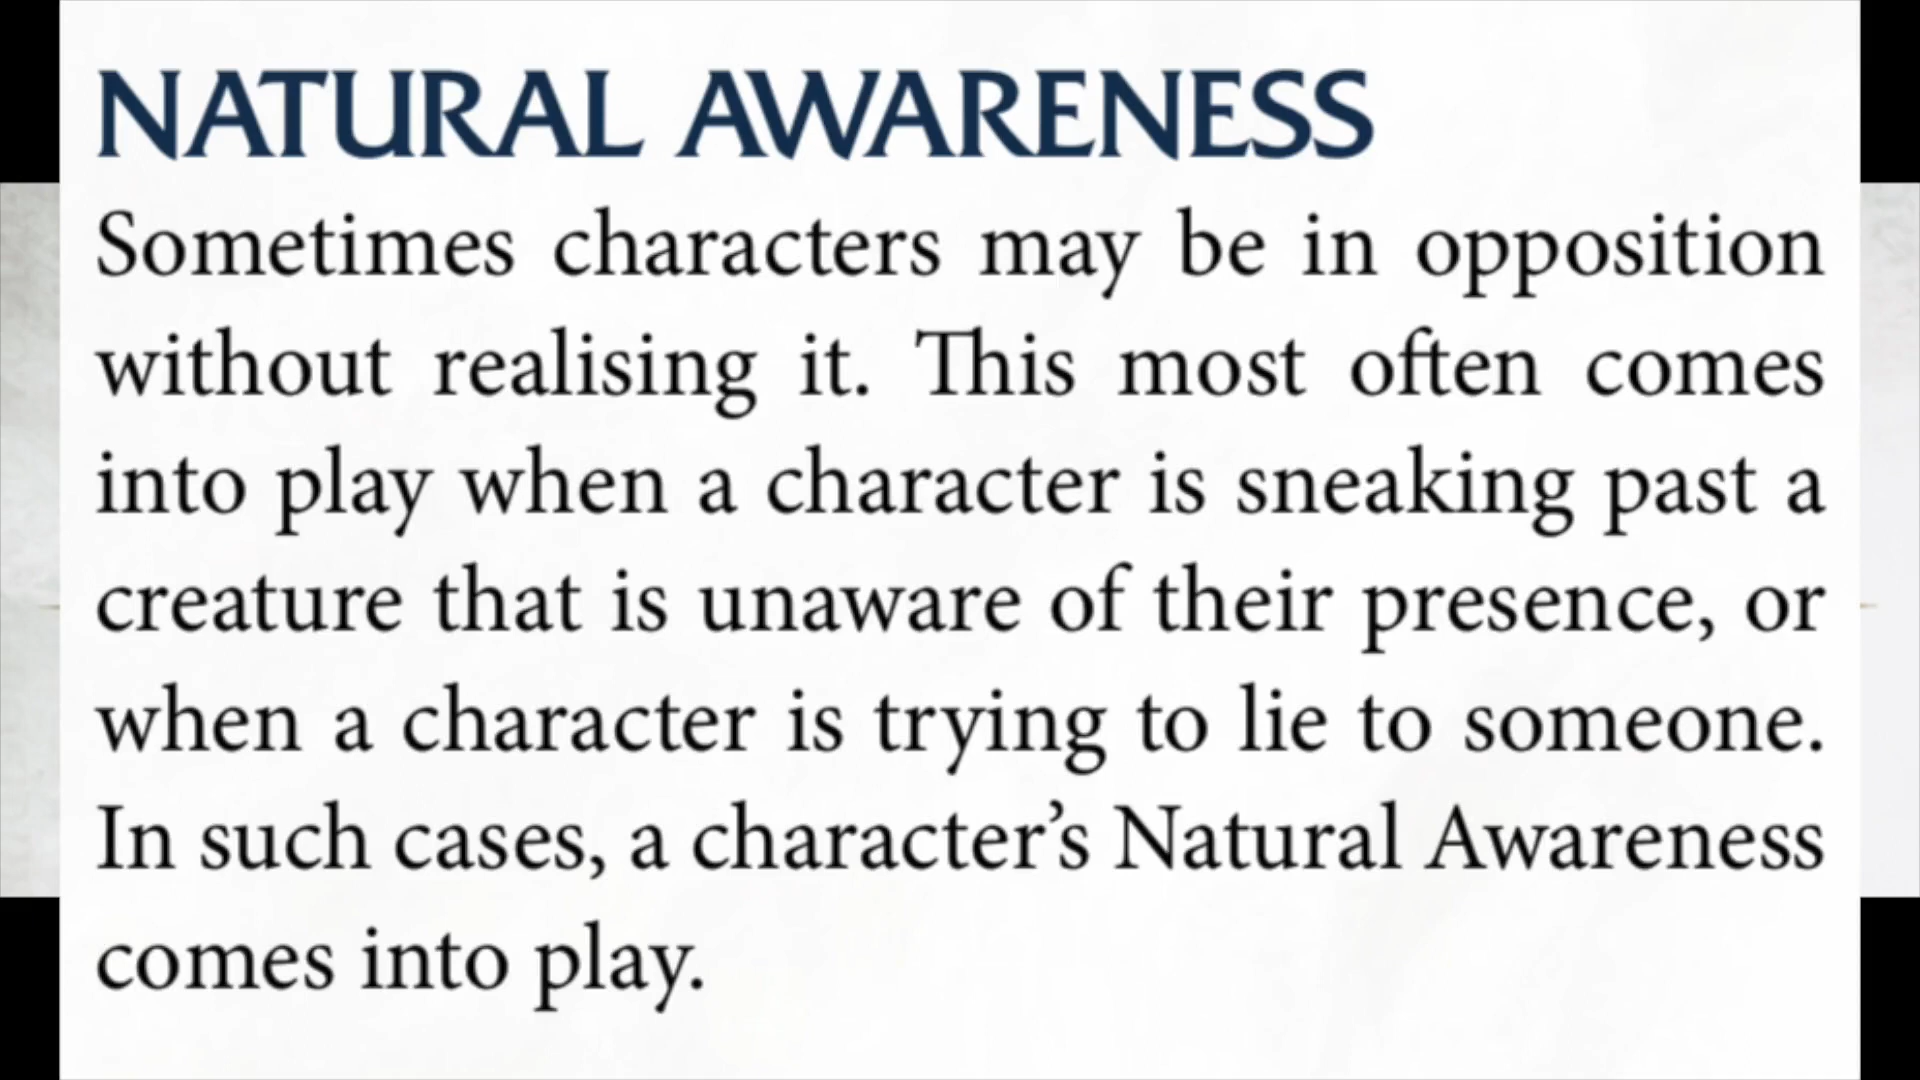 NATURAL AWARENESS
Sometimes characters may be in opposition
without realising it. This most often comes
into play when a character is sneaking past a
creature that is unaware of their presence, or
when a character is trying to lie to someone.
In such cases, a character’s Natural Awareness
comes into play.